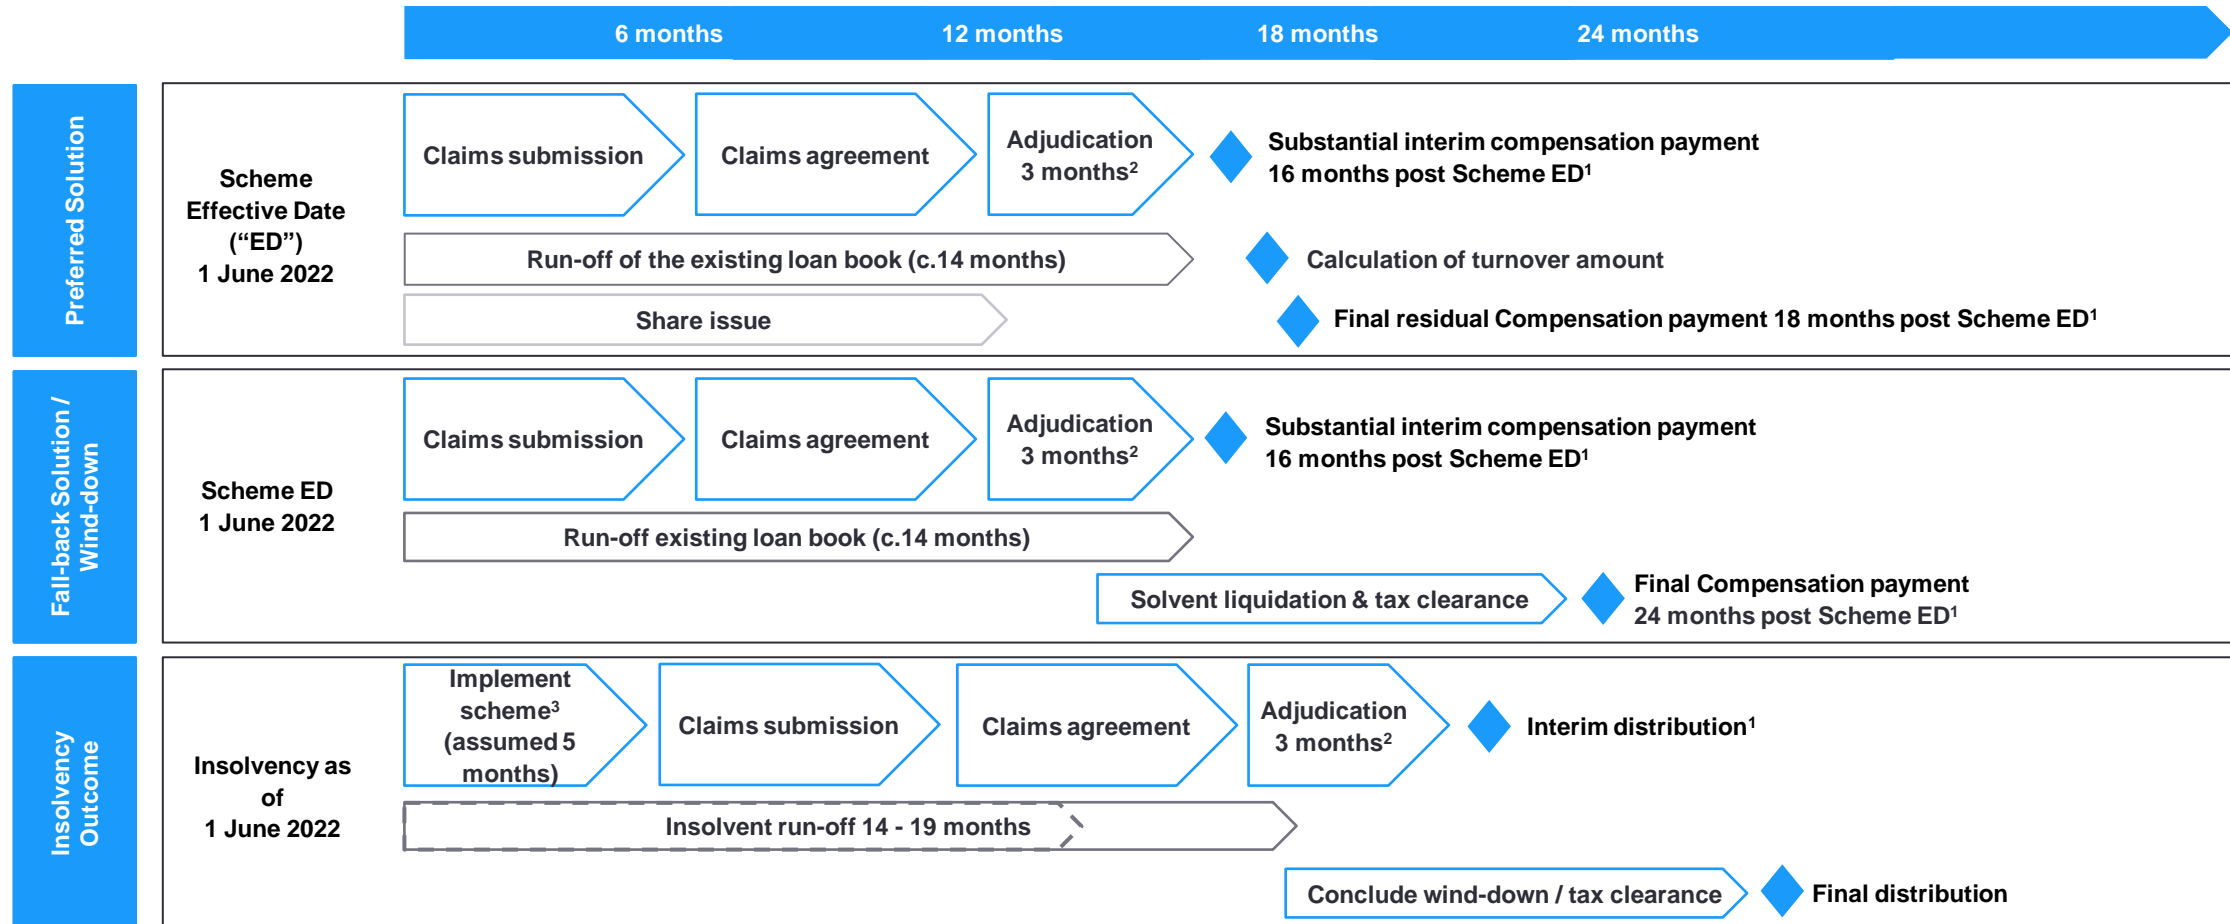 6 months
12 months
18 months
24 months
Preferred Solution
Scheme
Effective Date
(“ED”)
1 June 2022
Claims submission
Claims agreement
Adjudication
3 months²
Substantial interim compensation payment
16 months post Scheme ED¹
Run-off of the existing loan book (c.14 months)
Calculation of turnover amount
Share issue
Final residual Compensation payment 18 months post Scheme ED¹
Fall-back Solution /
Wind-down
Scheme ED
1 June 2022
Claims submission
Claims agreement
Adjudication
3 months²
Substantial interim compensation payment
16 months post Scheme ED¹
Run-off existing loan book (c.14 months)
Solvent liquidation & tax clearance
Final Compensation payment
24 months post Scheme ED¹
Insolvency
Outcome
Insolvency as
of
1 June 2022
Implement
scheme³
(assumed 5
months)
Claims submission
Claims agreement
Adjudication
3 months²
Interim distribution¹
Insolvent run-off 14 - 19 months
Conclude wind-down / tax clearance
Final distribution